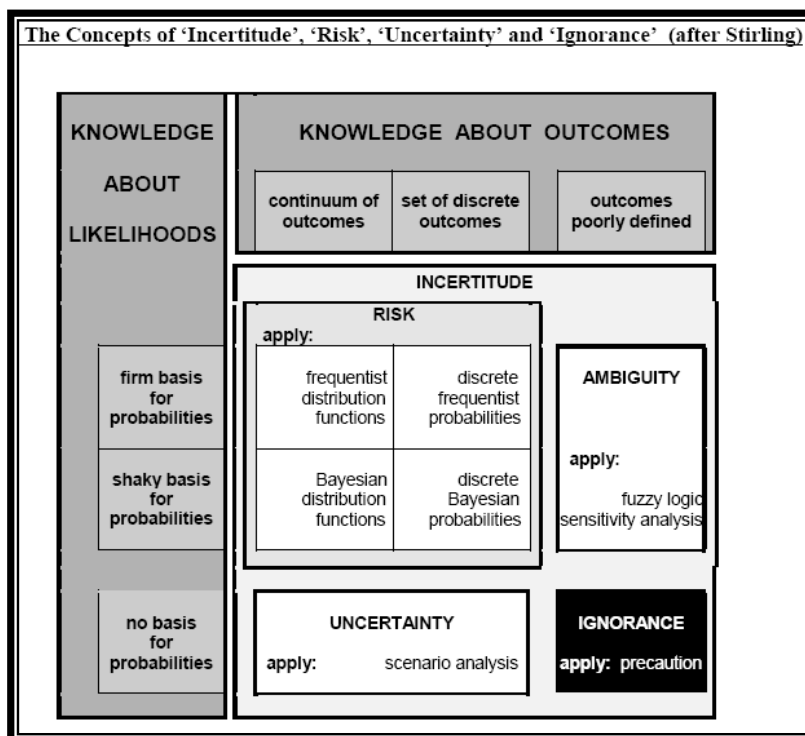 The Concepts of ‘Incertitude’, ‘Risk’, ‘Uncertainty’ and ‘Ignorance’ (after Stirling)
KNOWLEDGE
ABOUT
LIKELIHOODS
KNOWLEDGE ABOUT OUTCOMES
continuum of
outcomes
set of discrete
outcomes
outcomes
poorly defined
INCERTITUDE
RISK
apply:
firm basis
for
probabilities
frequentist
distribution
functions
discrete
frequentist
probabilities
AMBIGUITY
apply:
fuzzy logic
sensitivity analysis
shaky basis
for
probabilities
Bayesian
distribution
functions
discrete
Bayesian
probabilities
no basis
for
probabilities
UNCERTAINTY
apply: scenario analysis
IGNORANCE
apply: precaution